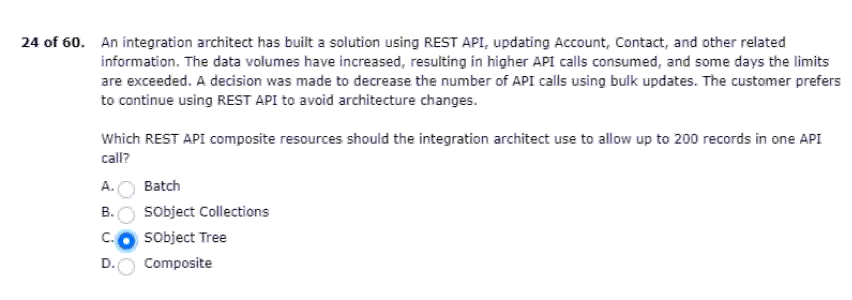 24 of 60. An integration architect has built a solution using REST API, updating Account, Contact, and other related
information. The data volumes have increased, resulting in higher API calls consumed, and some days the limits
are exceeded. A decision was made to decrease the number of API calls using bulk updates. The customer prefers
to continue using REST API to avoid architecture changes.
Which REST API composite resources should the integration architect use to allow up to 200 records in one API
call?
A. Batch
B. SObject Collections
C. SObject Tree
D. Composite